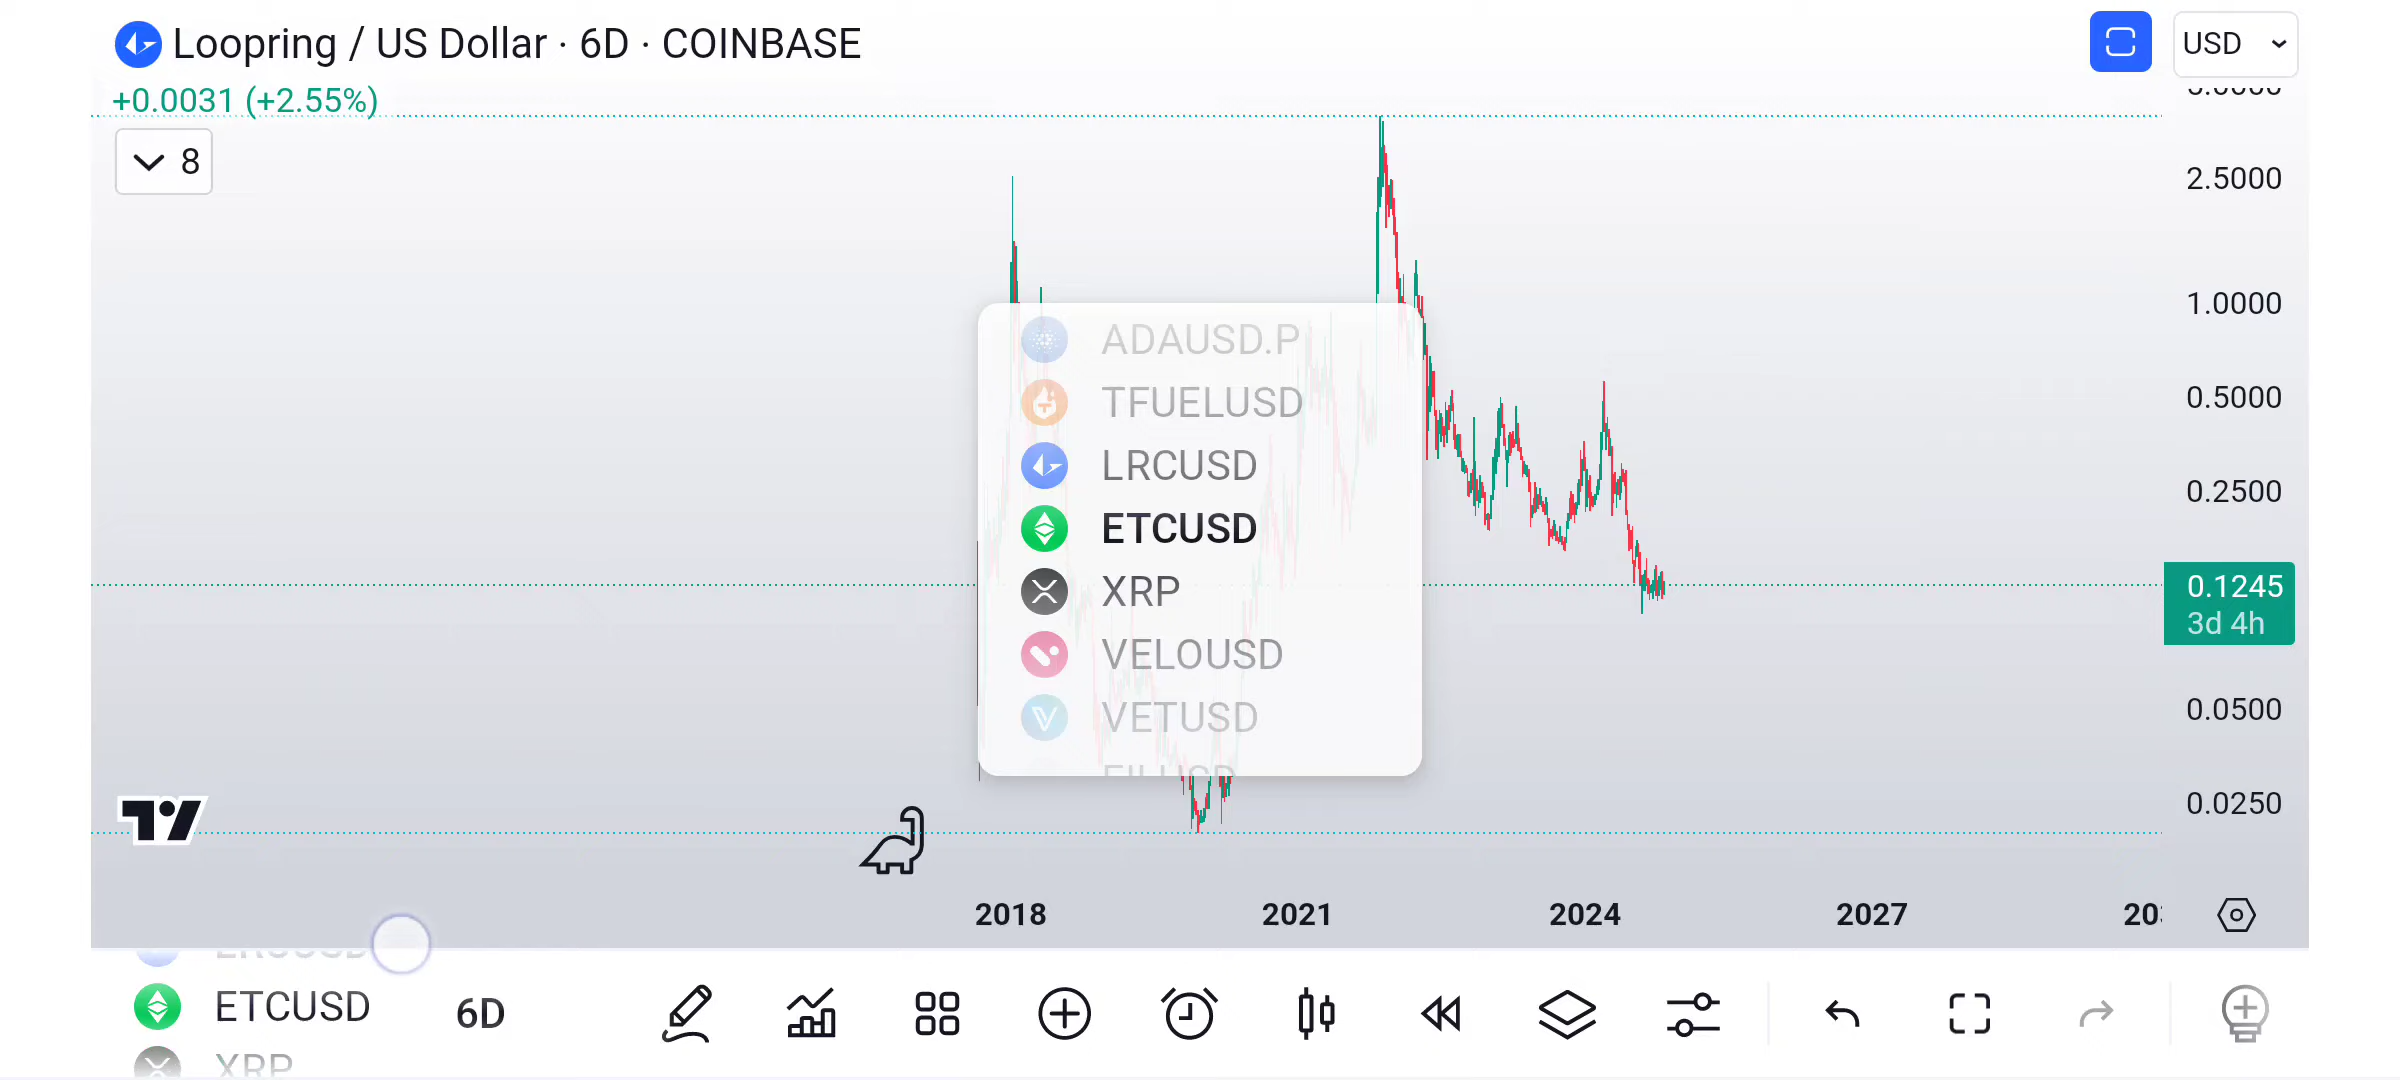 Loopring / US Dollar · 6D · COINBASE
USD
+0.0031 (+2.55%)
8
2.5000
1.0000
0.5000
0.2500
0.1245
3d 4h
0.0500
0.0250
ADAUSD.P
TFUELUSD
LRCUSD
ETCUSD
XRP
VELOUSD
VETUSD
2018
2021
2024
2027
ETCUSD
XRP
6D